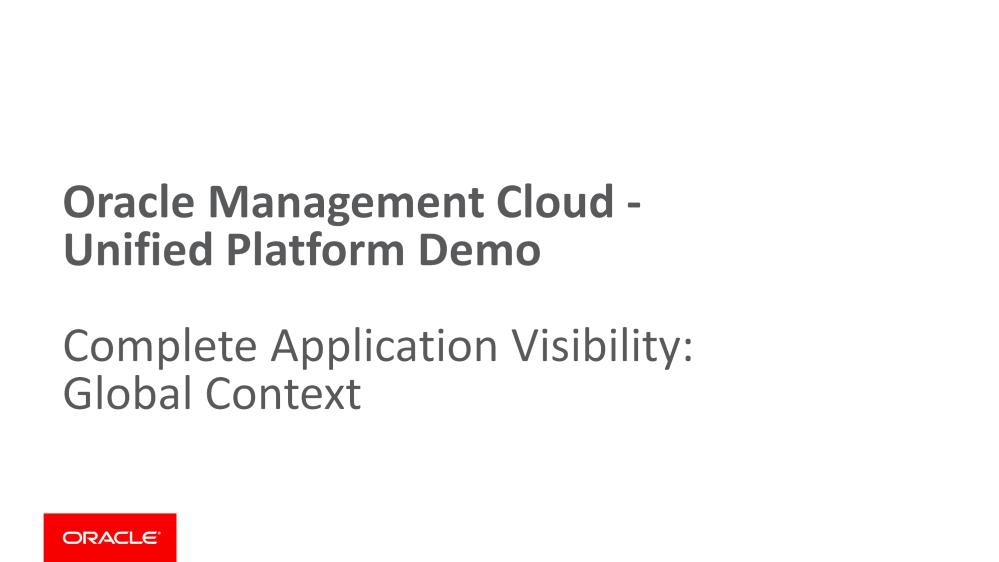 Oracle Management Cloud -
Unified Platform Demo
Complete Application Visibility:
Global Context
ORACLE®